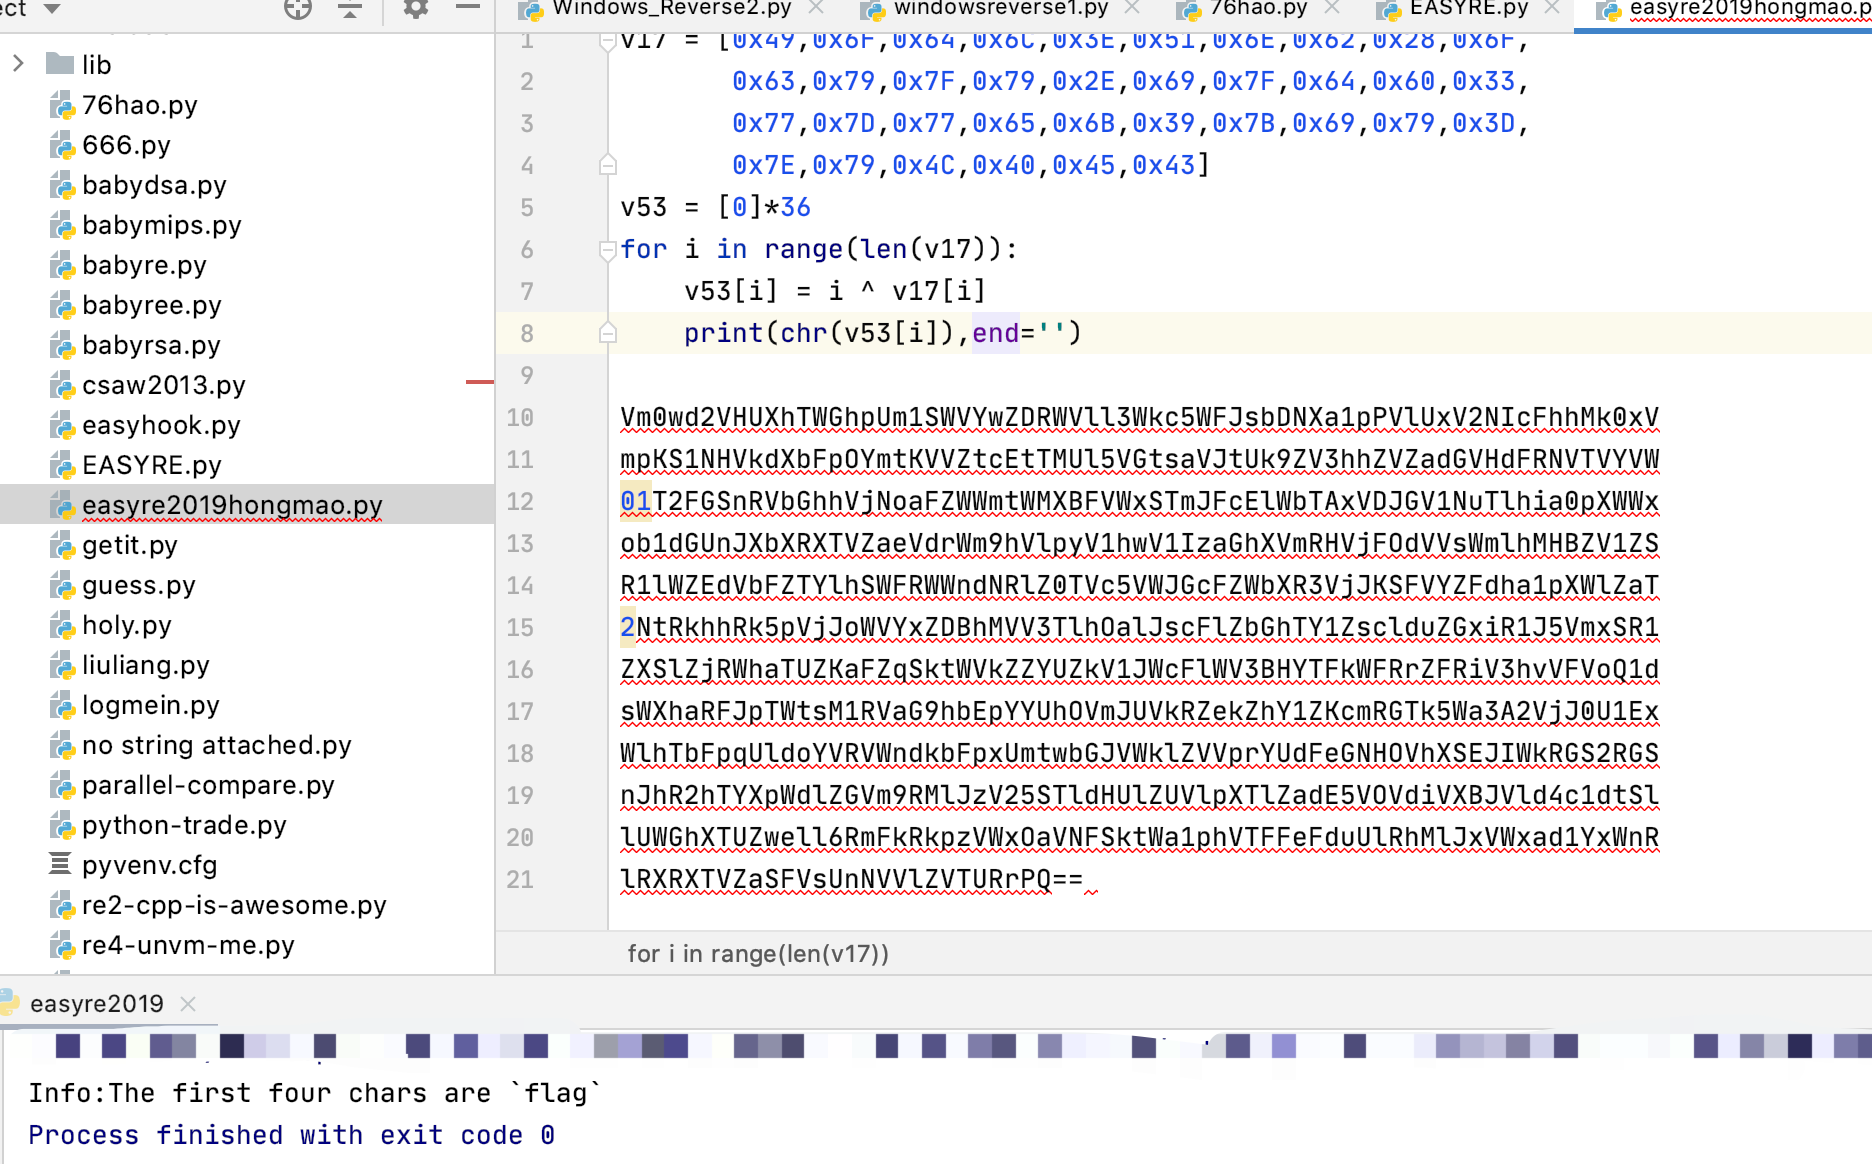 ect
Windows_Reverse2.py
windowsreverse1.py
76hao.py
EASYRE.py
easyre2019hongmao.p
lib
76hao.py
666.py
babydsa.py
babymips.py
babyre.py
babyree.py
babyrsa.py
csaw2013.py
easyhook.py
EASYRE.py
easyre2019hongmao.py
getit.py
guess.py
holy.py
liuliang.py
logmein.py
no string attached.py
parallel-compare.py
python-trade.py
pyvenv.cfg
re2-cpp-is-awesome.py
re4-unvm-me.py
1 v17 = [0x49,0x6F,0x64,0x6C,0x3E,0x51,0x6E,0x62,0x28,0x6F,
2 0x63,0x79,0x7F,0x79,0x2E,0x69,0x7F,0x64,0x60,0x33,
3 0x77,0x7D,0x77,0x65,0x6B,0x39,0x7B,0x69,0x79,0x3D,
4 0x7E,0x79,0x4C,0x40,0x45,0x43]
5 v53 = [0]*36
6 for i in range(len(v17)):
7 v53[i] = i ^ v17[i]
8 print(chr(v53[i]),end='')
9
10 Vm0wd2VHUXhTWGhpUm1SWVYwZDRWVll3Wkc5WFJsbDNXa1pPVlUxV2NIcFhhMk0xV
11 mpKS1NHVkdXbFpOYmtKVVZtcEtTMUl5VGtsaVJtUk9ZV3hhZVZadGVHdFRNVTVYVW
12 01T2FGSnRVbGhhVjNoaFZWWmtWMXBFVWxSTmJFcElWbTAxVDJGV1NuTlhia0pXWWx
13 ob1dGUnJXbXRXTVZaeVdrWm9hVlpyV1hwV1IzaGhXVmRHVjFOdVVsWmlhMHBZV1ZS
14 R1lWZEdVbFZTYlhSWFRWWndNRlZ0TVc5VWJGcFZWbXR3VjJKSFVYZFdha1pXWlZaT
15 2NtRkhhRk5pVjJoWVYxZDBhMVV3TlhOalJscFlZbGhTY1ZsclduZGxiR1J5VmxSR1
16 ZXSlZjRWhaTUZKaFZqSktWVkZZYUZkV1JWcFlWV3BHYTFkWFRrZFRiV3hvVFVoQ1d
17 sWXhaRFJpTWtsM1RVaG9hbEpYYUhOVmJUVkRZekZhY1ZKcmRGTk5Wa3A2VjJ0U1Ex
18 WlhTbFpqUldoYVRVWndkbFpxUmtwbGJVWklZVVprYUdFeGNHOVhXSEJIWkRGS2RGS
19 nJhR2hTYXpWdlZGVm9RMlJzV25STldHUlZUVlpXTlZadE5VOVdiVXBJVld4c1dtSl
20 lUWGhXTUZwell6RmFkRkpzVWxOaVNFSktWa1phVTFFeFduUlRhMlJxVWxad1YxWnR
21 lRXRXTVZaSFVsUnNVVlZVTURrPQ==
for i in range(len(v17))
easyre2019
Info:The first four chars are `flag`
Process finished with exit code 0